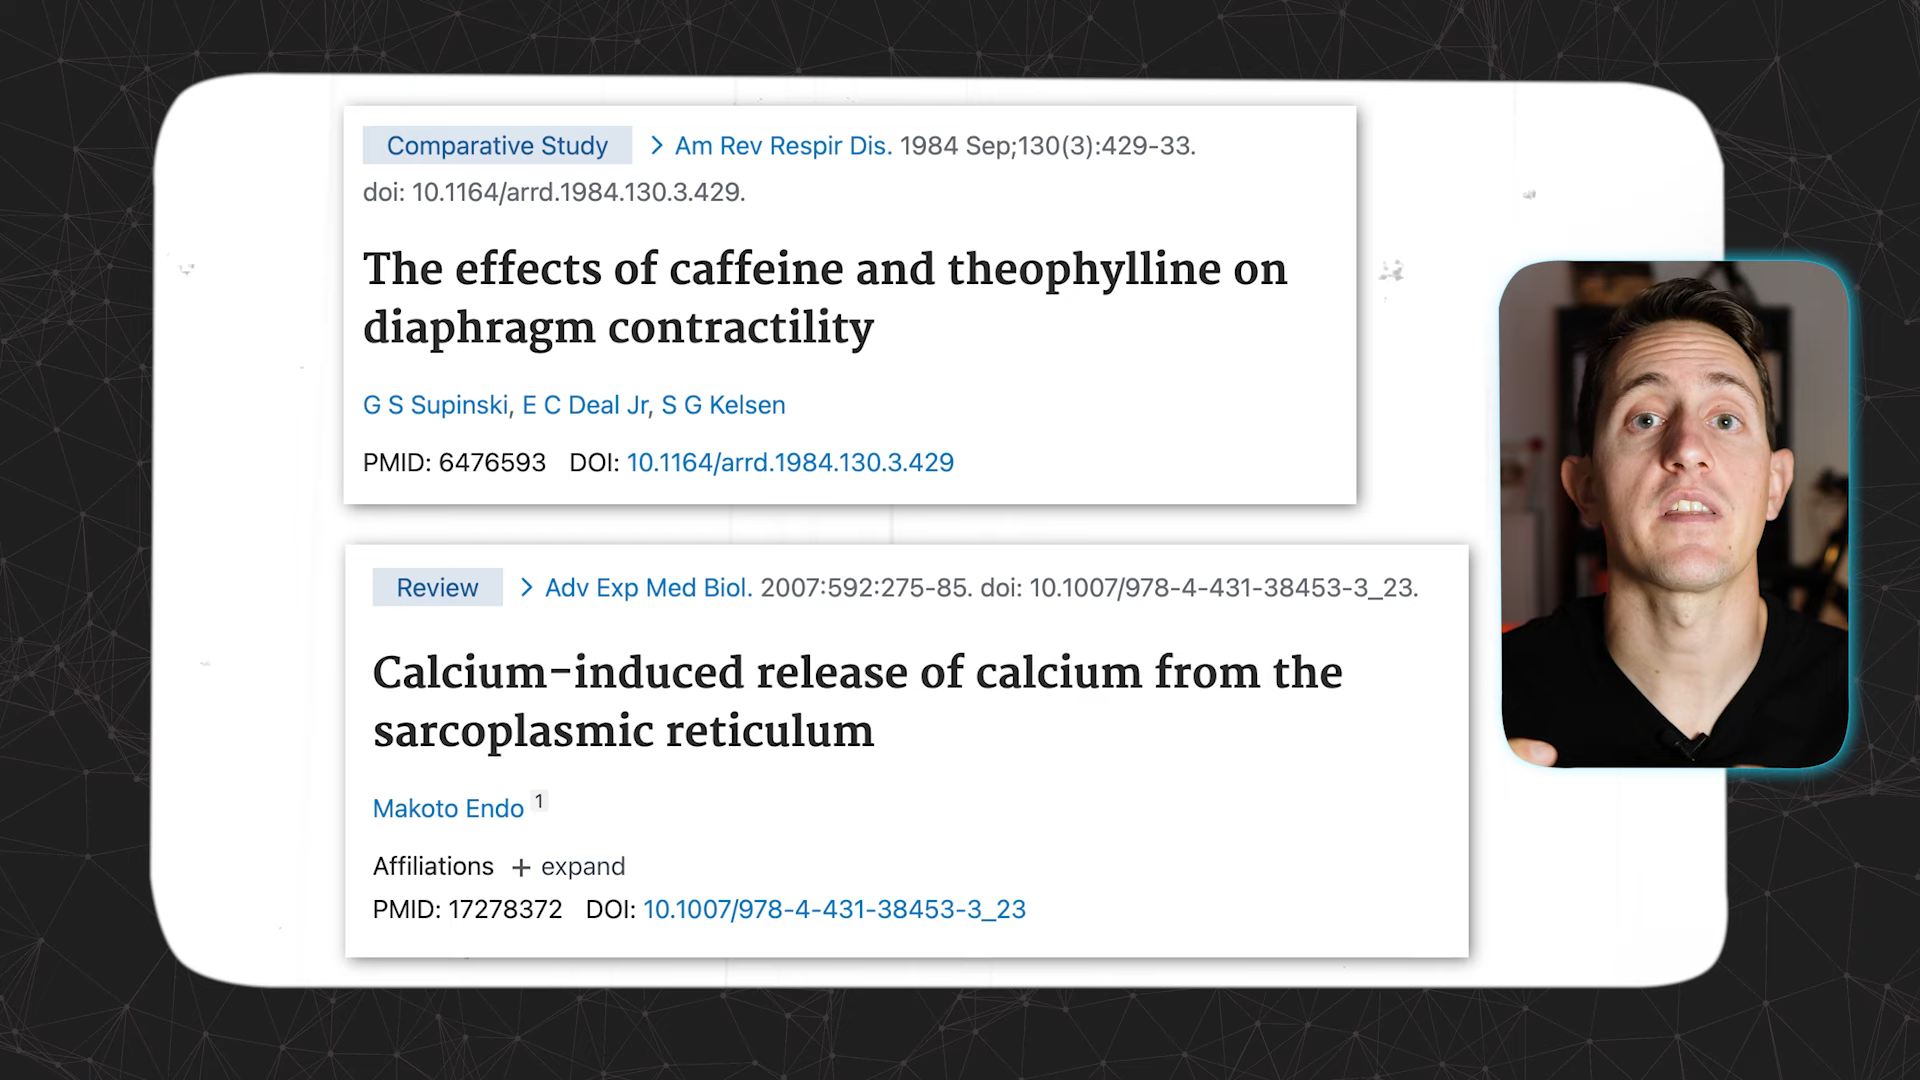 Comparative Study > Am Rev Respir Dis. 1984 Sep;130(3):429-33.
doi: 10.1164/arrd.1984.130.3.429.
The effects of caffeine and theophylline on
diaphragm contractility
G S Supinski, E C Deal Jr, S G Kelsen
PMID: 6476593 DOI: 10.1164/arrd.1984.130.3.429
Review > Adv Exp Med Biol. 2007:592:275-85. doi: 10.1007/978-4-431-38453-3_23.
Calcium-induced release of calcium from the
sarcoplasmic reticulum
Makoto Endo 1
Affiliations + expand
PMID: 17278372 DOI: 10.1007/978-4-431-38453-3_23